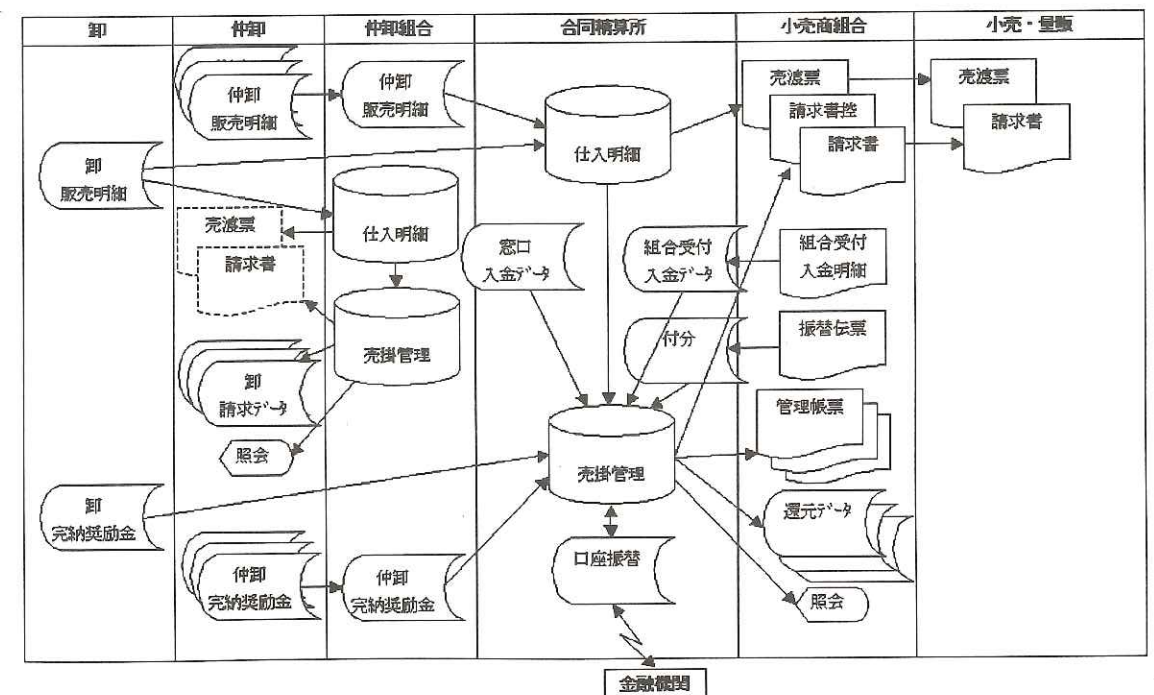 卸
仲卸
仲卸組合
合同精算所
小売商組合
小売・量販
仲卸
販売明細
仲卸
販売明細
仕入明細
売渡票
請求書控
請求書
売渡票
請求書
卸
販売明細
仕入明細
売渡票
請求書
窓口
入金データ
組合受付
入金データ
組合受付
入金明細
売掛管理
付分
振替伝票
卸
請求データ
照会
売掛管理
管理帳票
卸
完納奨励金
還元データ
仲卸
完納奨励金
仲卸
完納奨励金
口座振替
照会
金融機関